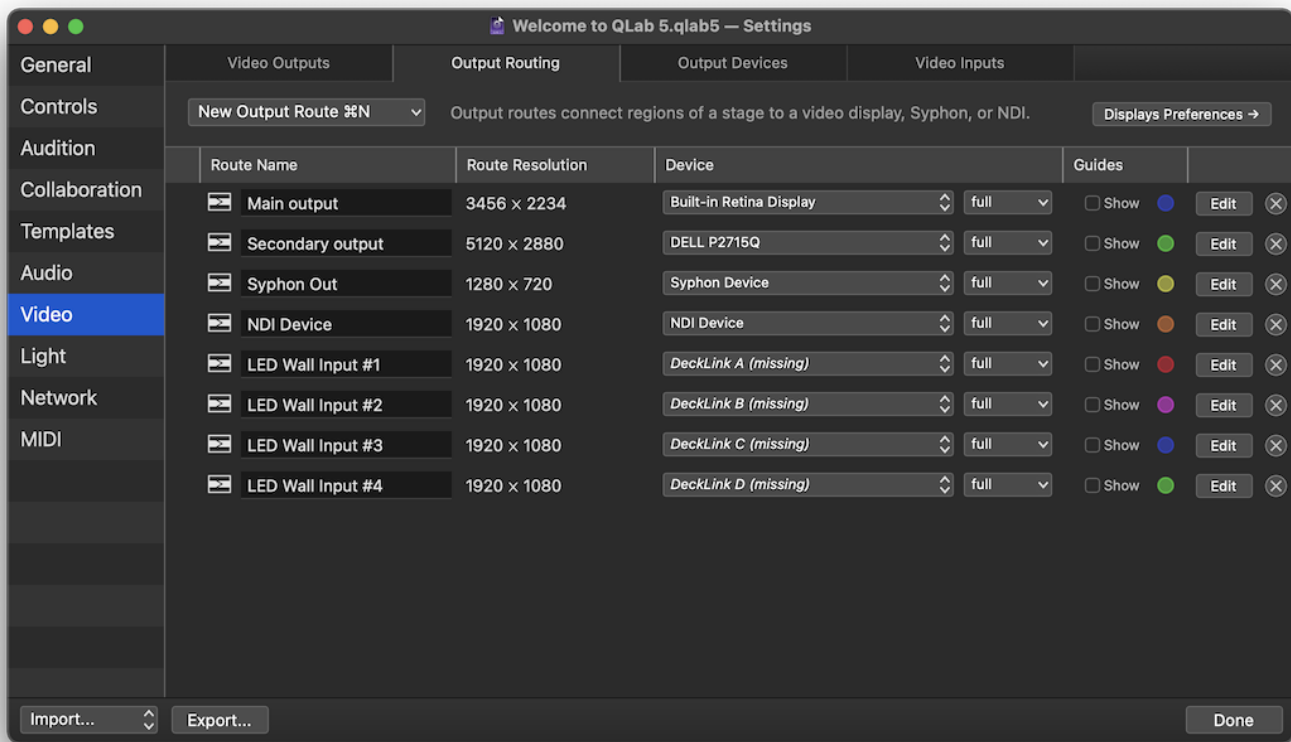 Welcome to QLab 5.qlab5 — Settings
General
Controls
Audition
Collaboration
Templates
Audio
Video
Light
Network
MIDI
Video Outputs Output Routing Output Devices Video Inputs
New Output Route ⌘N Output routes connect regions of a stage to a video display, Syphon, or NDI. Displays Preferences →
Route Name Route Resolution Device Guides
Main output 3456 × 2234 Built-in Retina Display full Show Edit
Secondary output 5120 × 2880 DELL P2715Q full Show Edit
Syphon Out 1280 × 720 Syphon Device full Show Edit
NDI Device 1920 × 1080 NDI Device full Show Edit
LED Wall Input #1 1920 × 1080 DeckLink A (missing) full Show Edit
LED Wall Input #2 1920 × 1080 DeckLink B (missing) full Show Edit
LED Wall Input #3 1920 × 1080 DeckLink C (missing) full Show Edit
LED Wall Input #4 1920 × 1080 DeckLink D (missing) full Show Edit
Import... Export... Done